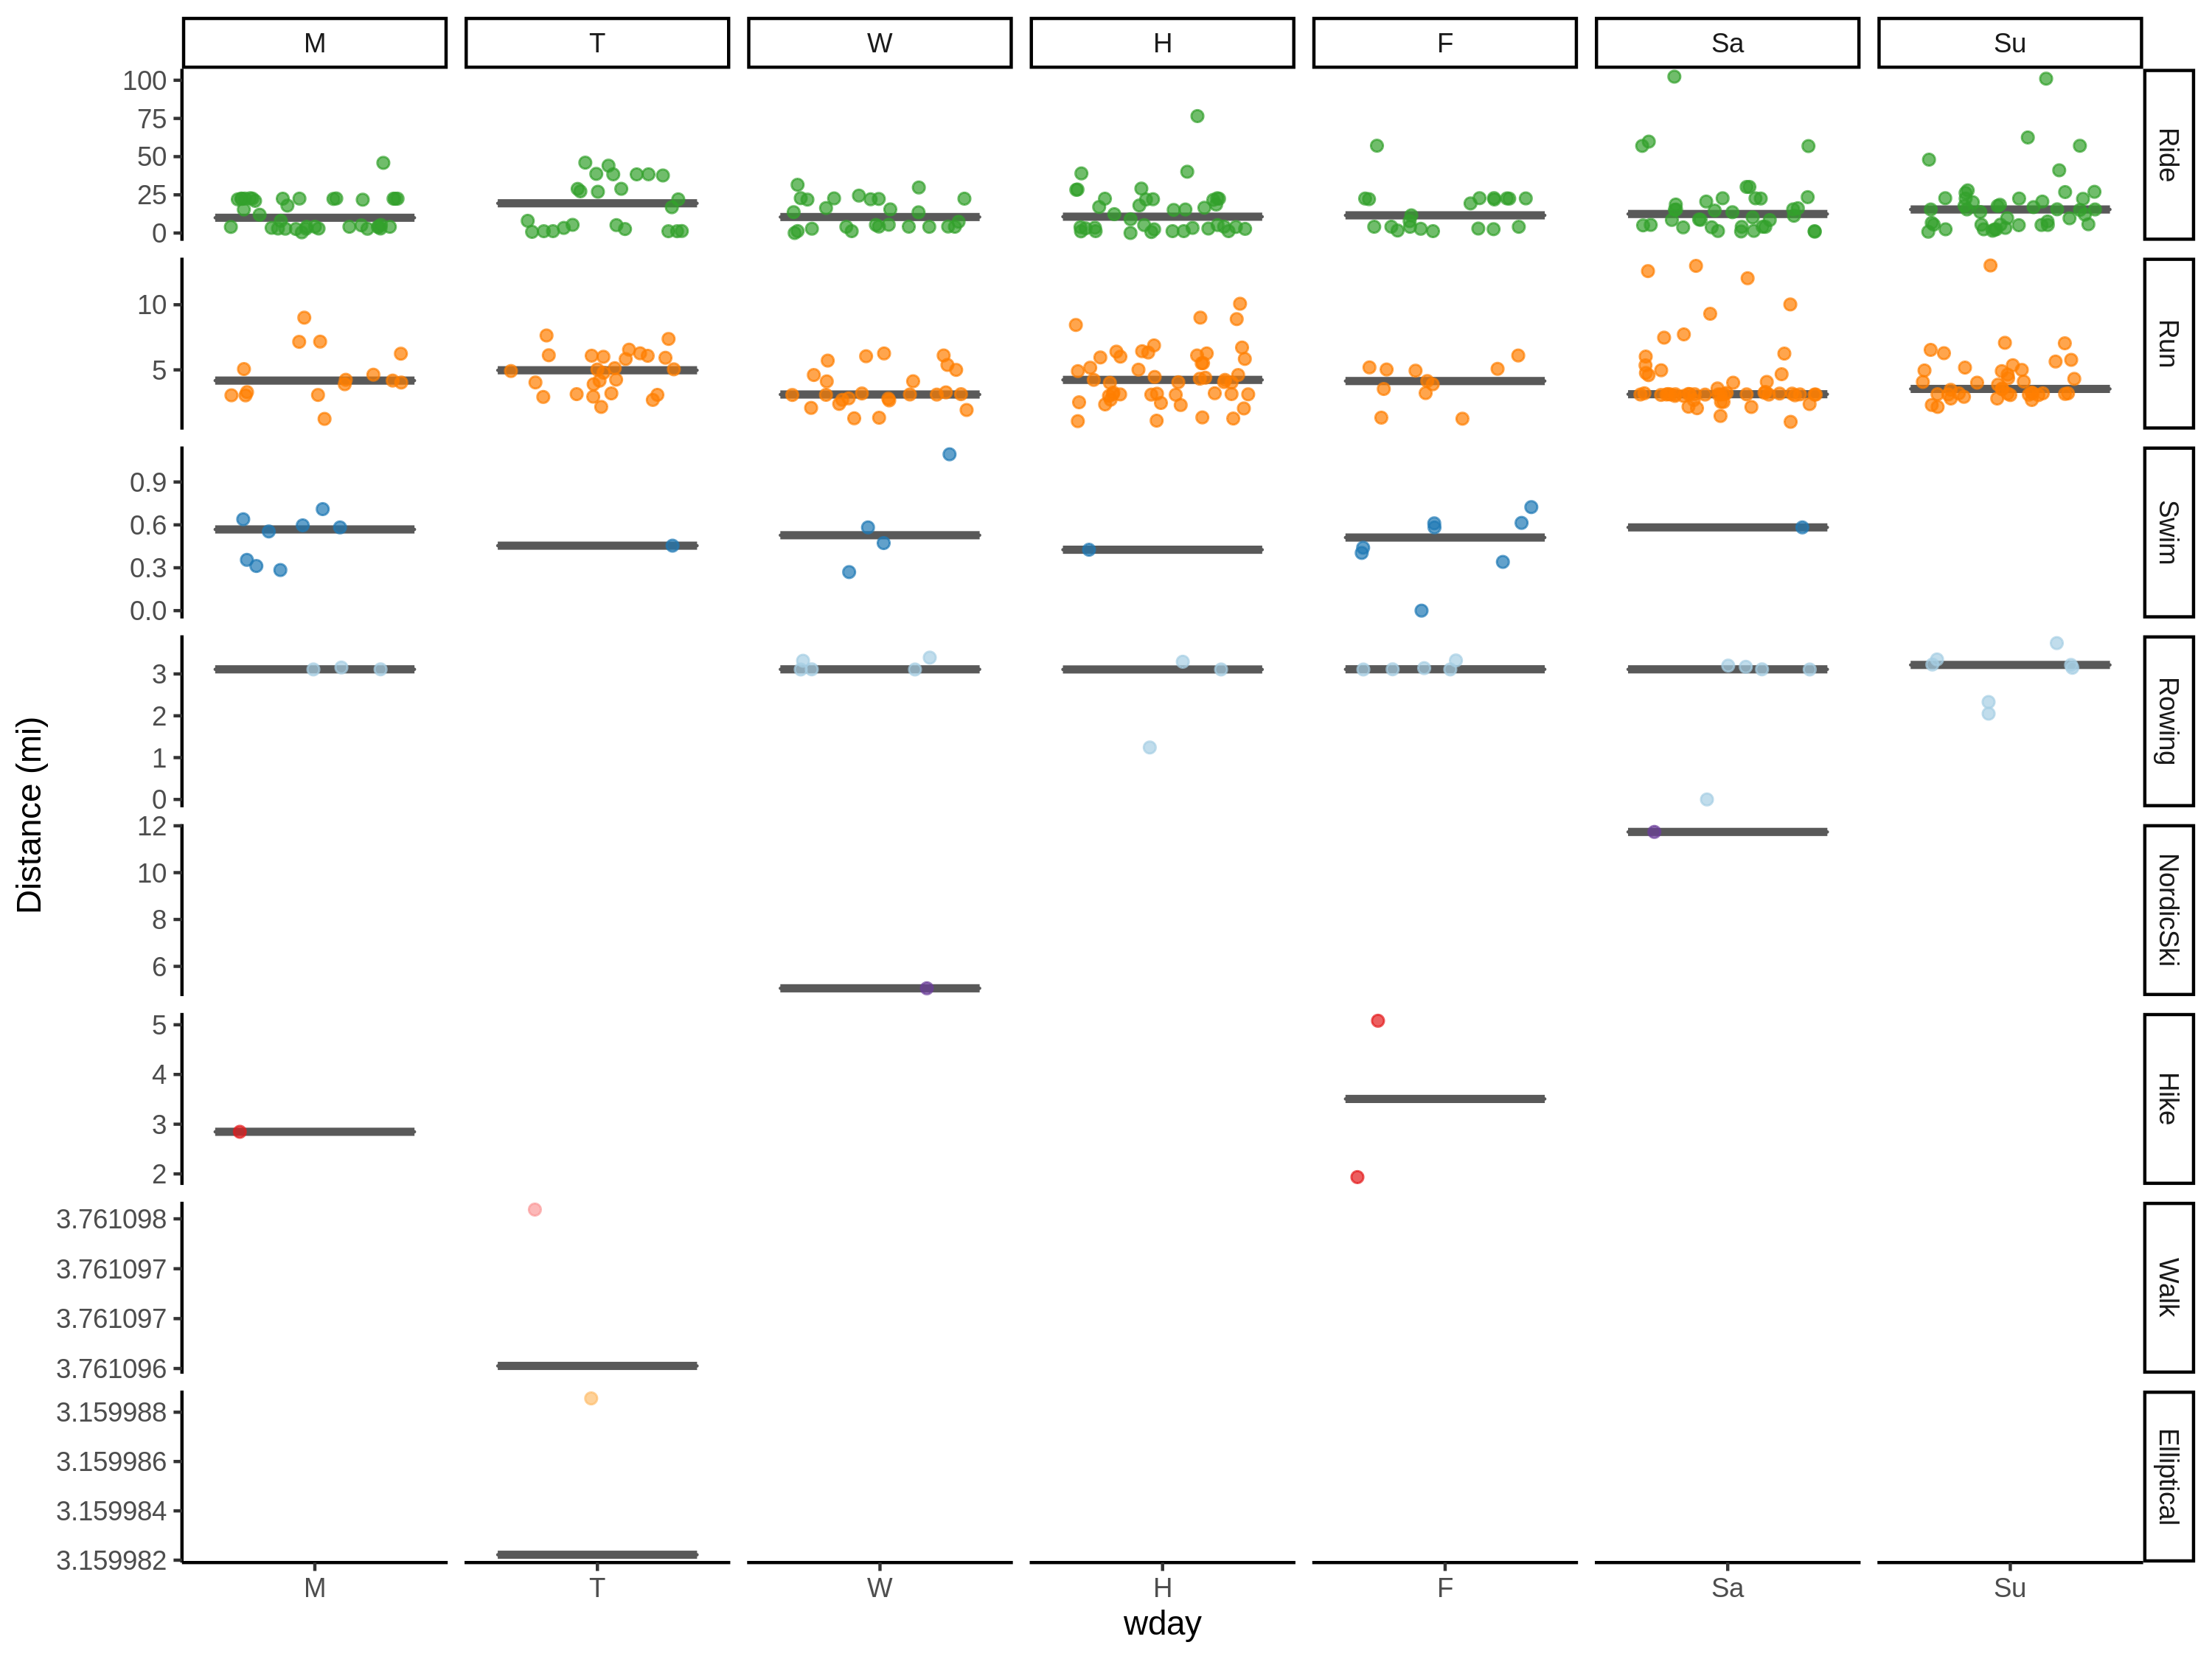 M T W H F Sa Su
100
75
50
25
0
Ride
10
5
Run
0.9
0.6
0.3
0.0
Swim
3
2
1
0
Rowing
12
10
8
6
NordicSki
5
4
3
2
Hike
3.761098
3.761097
3.761097
3.761096
Walk
3.159988
3.159986
3.159984
3.159982
Elliptical
Distance (mi)
M T W H F Sa Su
wday